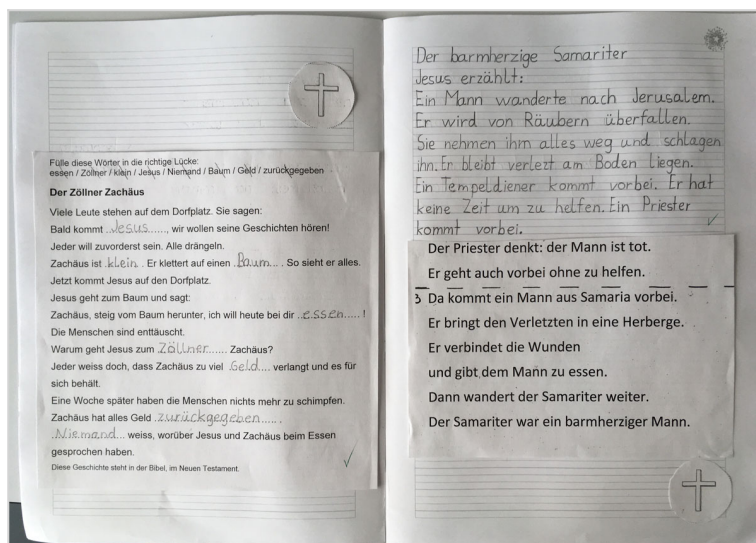 Fülle diese Wörter in die richtige Lücke:
essen / Zöllner / klein / Jesus / Niemand / Baum / Geld / zurückgegeben
Der Zöllner Zachäus
Viele Leute stehen auf dem Dorfplatz. Sie sagen:
Bald kommt ..Jesus......, wir wollen seine Geschichten hören!
Jeder will zuvorderst sein. Alle drängeln.
Zachäus ist .klein.. Er klettert auf einen .Baum.... So sieht er alles.
Jetzt kommt Jesus auf den Dorfplatz.
Jesus geht zum Baum und sagt:
Zachäus, steig vom Baum herunter, ich will heute bei dir ..essen.....!
Die Menschen sind enttäuscht.
Warum geht Jesus zum .Zöllner...... Zachäus?
Jeder weiss doch, dass Zachäus zu viel .Geld.... verlangt und es für
sich behält.
Eine Woche später haben die Menschen nichts mehr zu schimpfen.
Zachäus hat alles Geld .zurückgegeben.......
.Niemand... weiss, worüber Jesus und Zachäus beim Essen
gesprochen haben.
Diese Geschichte steht in der Bibel, im Neuen Testament.
Der barmherzige Samariter
Jesus erzählt:
Ein Mann wanderte nach Jerusalem.
Er wird von Räubern überfallen.
Sie nehmen ihm alles weg und schlagen
ihn. Er bleibt verlezt am Boden liegen.
Ein Tempeldiener kommt vorbei. Er hat
keine Zeit um zu helfen. Ein Priester
kommt vorbei.
Der Priester denkt: der Mann ist tot.
Er geht auch vorbei ohne zu helfen.
3 Da kommt ein Mann aus Samaria vorbei.
Er bringt den Verletzten in eine Herberge.
Er verbindet die Wunden
und gibt dem Mann zu essen.
Dann wandert der Samariter weiter.
Der Samariter war ein barmherziger Mann.